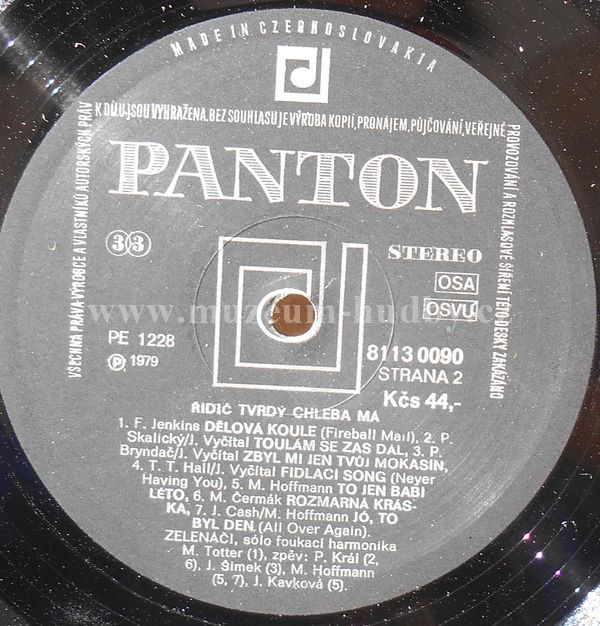 MADE IN CZECHOSLOVAKIA
VŠECHNA PRÁVA VÝROBCE A VLASTNÍKŮ AUTORSKÝCH PRÁV K DÍLU JSOU VYHRAŽENA. BEZ SOUHLASU JE VÝROBA KOPIÍ, PRONÁJEM, PŮJČOVÁNÍ, VEŘEJNÉ PROVOZOVÁNÍ A ROZHLASOVÉ ŠÍŘENÍ TÉTO DESKY ZAKÁZÁNO
PANTON
33 STEREO
OSA
OSVU
www.muzeum-hudby.cz
PE 1228 8113 0090
Ⓟ 1979 STRANA 2
Kčs 44,-
ŘIDIČ TVRDÝ CHLEBA MÁ
1. F. Jenkins DĚLOVÁ KOULE (Fireball Mail), 2. P.
Skalický/J. Vyčítal TOULÁM SE ZAS DÁL, 3. P.
Bryndač/J. Vyčítal ZBYL MI JEN TVŮJ MOKASÍN,
4. T. T. Hall/J. Vyčítal FIDLACÍ SONG (Neyer
Having You), 5. M. Hoffmann TO JEN BABÍ
LÉTO, 6. M. Čermák ROZMARNÁ KRÁS-
KA, 7. J. Cash/M. Hoffmann JÓ, TO
BYL DEN (All Over Again).
ZELENÁČI, sólo foukací harmonika
M. Totter (1), zpěv: P. Král (2,
6), J. Šimek (3), M. Hoffmann
(5, 7), J. Kavková (5).